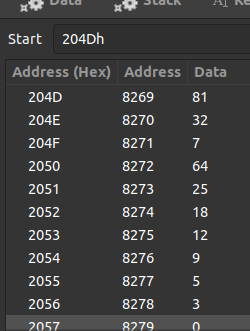 Data Stack
Start 204Dh
Address (Hex) Address Data
204D 8269 81
204E 8270 32
204F 8271 7
2050 8272 64
2051 8273 25
2052 8274 18
2053 8275 12
2054 8276 9
2055 8277 5
2056 8278 3
2057 8279 0